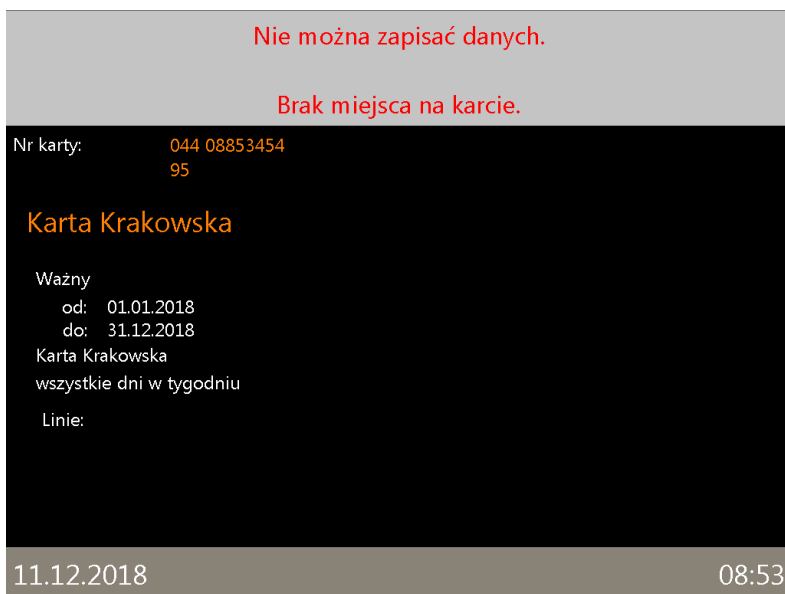 Nie można zapisać danych.
Brak miejsca na karcie.
Nr karty: 044 08853454
95
Karta Krakowska
Ważny
od: 01.01.2018
do: 31.12.2018
Karta Krakowska
wszystkie dni w tygodniu
Linie:
11.12.2018 08:53